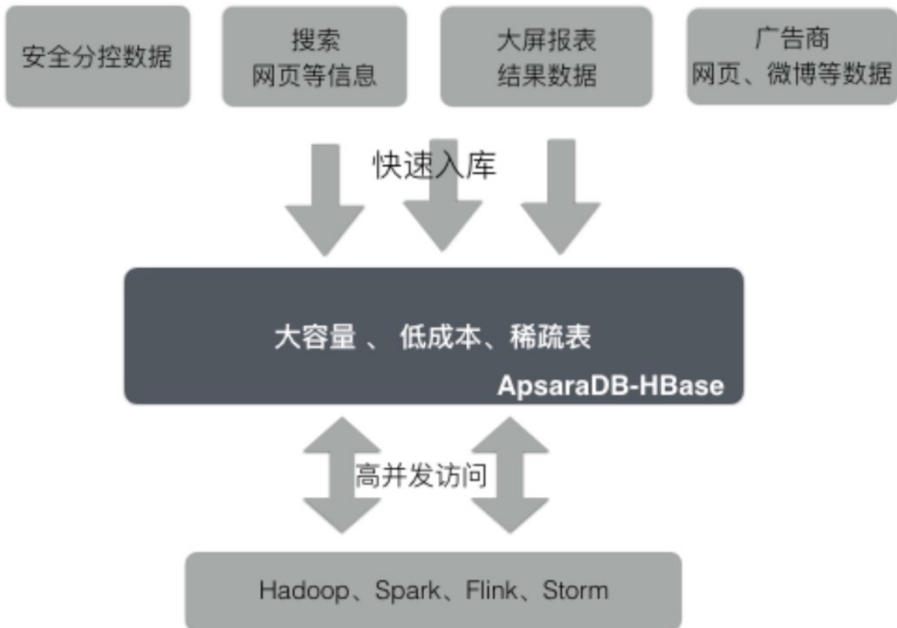 安全分控数据
搜索
网页等信息
大屏报表
结果数据
广告商
网页、微博等数据
快速入库
大容量 、 低成本、稀疏表
ApsaraDB-HBase
高并发访问
Hadoop、Spark、Flink、Storm